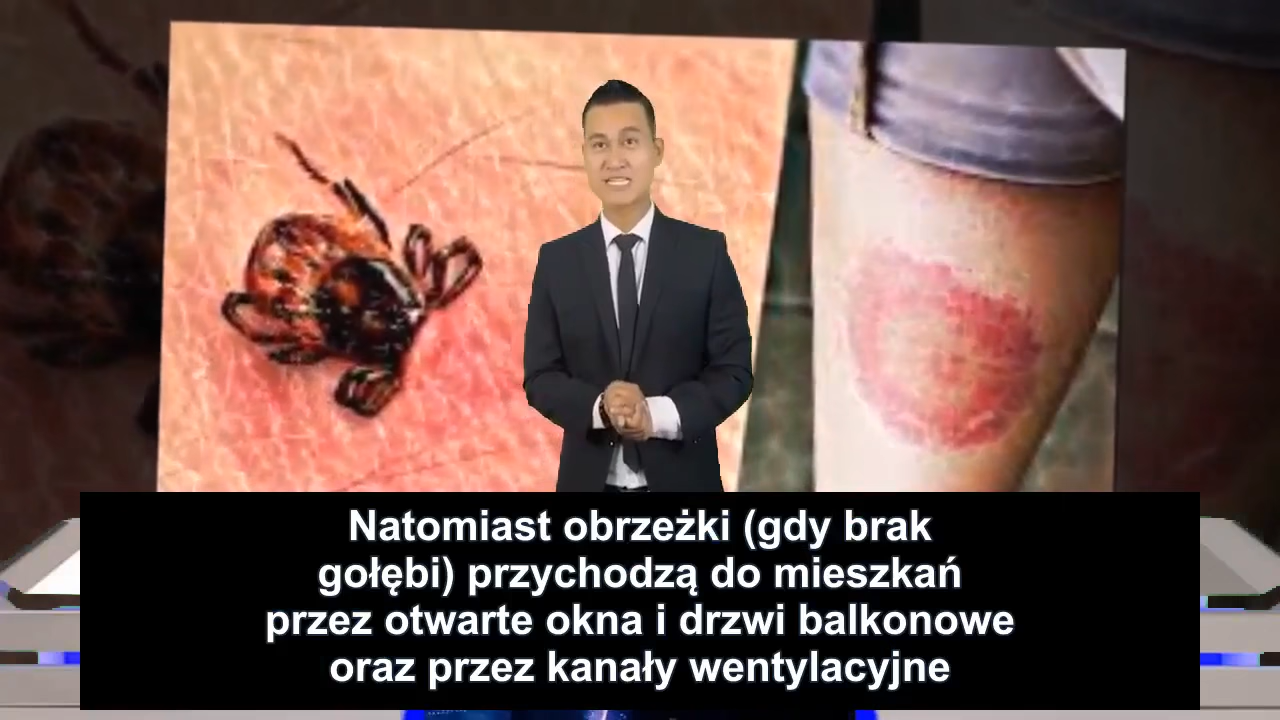 Natomiast obrzeżki (gdy brak
gołębi) przychodzą do mieszkań
przez otwarte okna i drzwi balkonowe
oraz przez kanały wentylacyjne